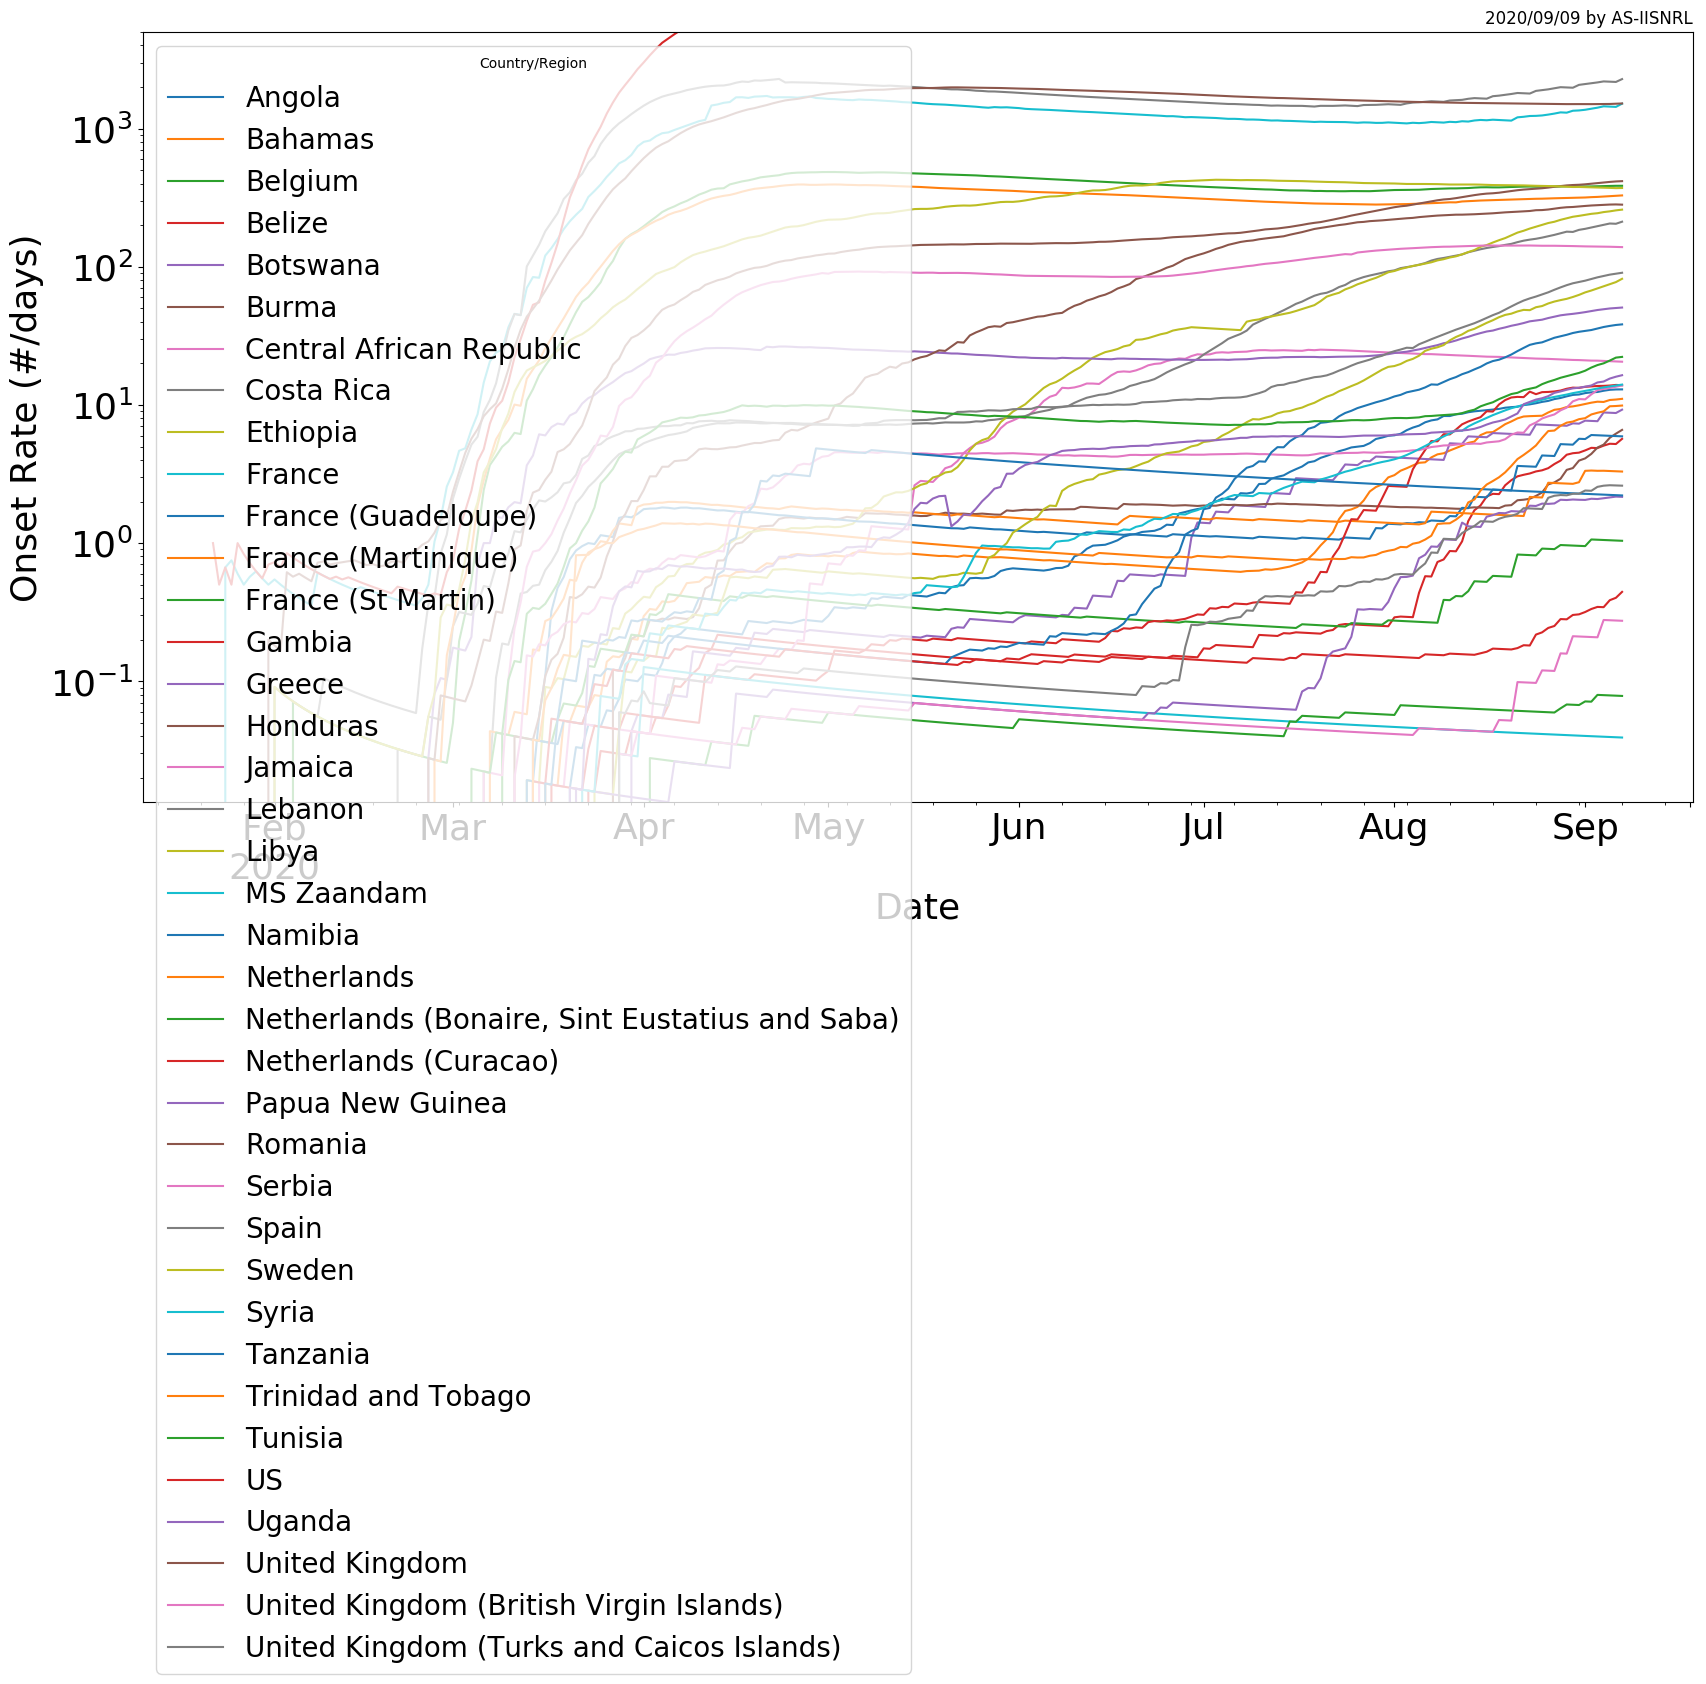 2020/09/09 by AS-IISNRL
Onset Rate (#/days)
10³
10²
10¹
10⁰
10⁻¹
Country/Region
Angola
Bahamas
Belgium
Belize
Botswana
Burma
Central African Republic
Costa Rica
Ethiopia
France
France (Guadeloupe)
France (Martinique)
France (St Martin)
Gambia
Greece
Honduras
Jamaica
Lebanon
Libya
MS Zaandam
Namibia
Netherlands
Netherlands (Bonaire, Sint Eustatius and Saba)
Netherlands (Curacao)
Papua New Guinea
Romania
Serbia
Spain
Sweden
Syria
Tanzania
Trinidad and Tobago
Tunisia
US
Uganda
United Kingdom
United Kingdom (British Virgin Islands)
United Kingdom (Turks and Caicos Islands)
Feb Mar Apr May Jun Jul Aug Sep
2020
Date